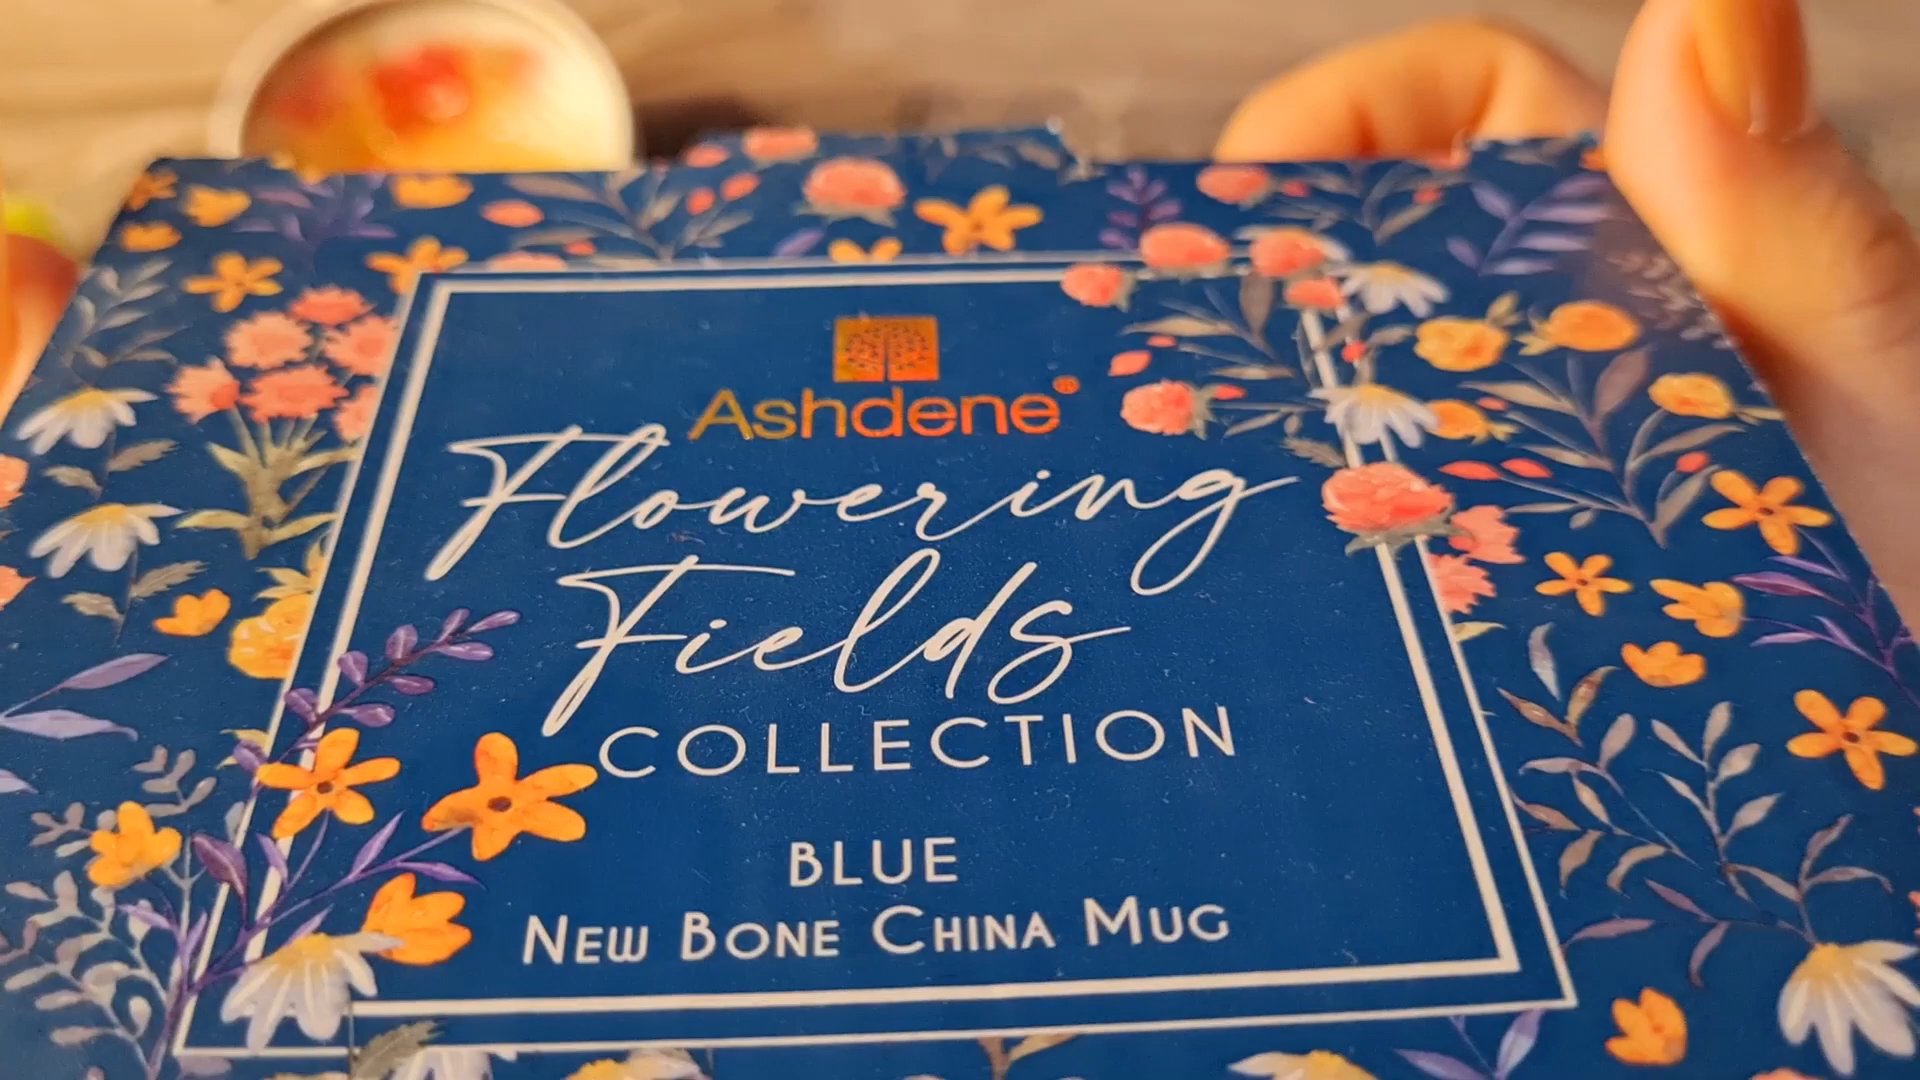 Ashdene®
Flowering
Fields
COLLECTION
BLUE
NEW BONE CHINA MUG